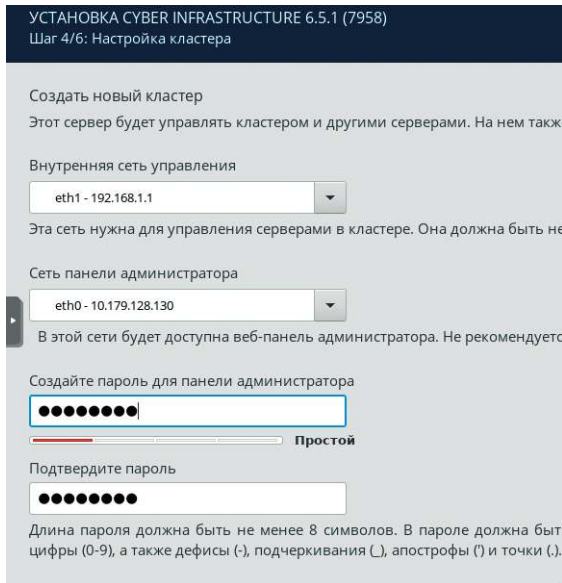 УСТАНОВКА CYBER INFRASTRUCTURE 6.5.1 (7958)
Шаг 4/6: Настройка кластера
Создать новый кластер
Этот сервер будет управлять кластером и другими серверами. На нем такж
Внутренняя сеть управления
eth1 - 192.168.1.1
Эта сеть нужна для управления серверами в кластере. Она должна быть не
Сеть панели администратора
eth0 - 10.179.128.130
В этой сети будет доступна веб-панель администратора. Не рекомендуетс
Создайте пароль для панели администратора
●●●●●●●●
Простой
Подтвердите пароль
●●●●●●●●
Длина пароля должна быть не менее 8 символов. В пароле должна быт
цифры (0-9), а также дефисы (-), подчеркивания (_), апострофы (') и точки (.).